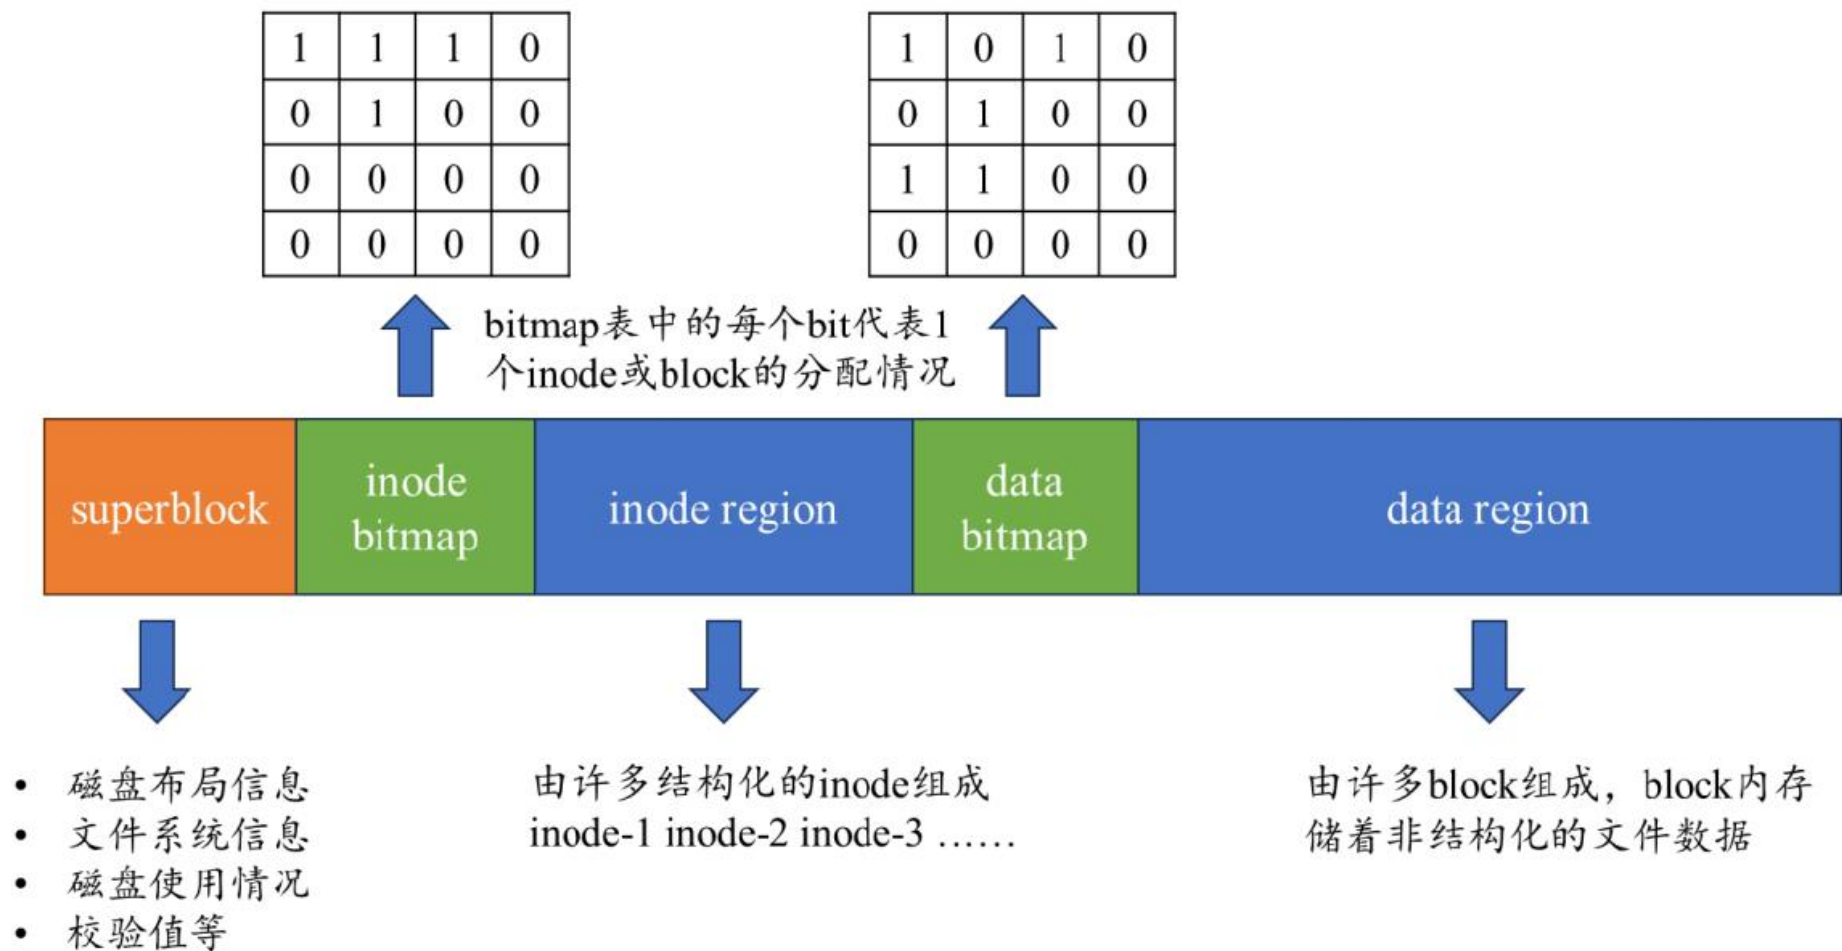 1 1 1 0
0 1 0 0
0 0 0 0
0 0 0 0
1 0 1 0
0 1 0 0
1 1 0 0
0 0 0 0
bitmap表中的每个bit代表1
个inode或block的分配情况
superblock
inode
bitmap
inode region
data
bitmap
data region
• 磁盘布局信息
• 文件系统信息
• 磁盘使用情况
• 校验值等
由许多结构化的inode组成
inode-1 inode-2 inode-3 ……
由许多block组成，block内存
储着非结构化的文件数据